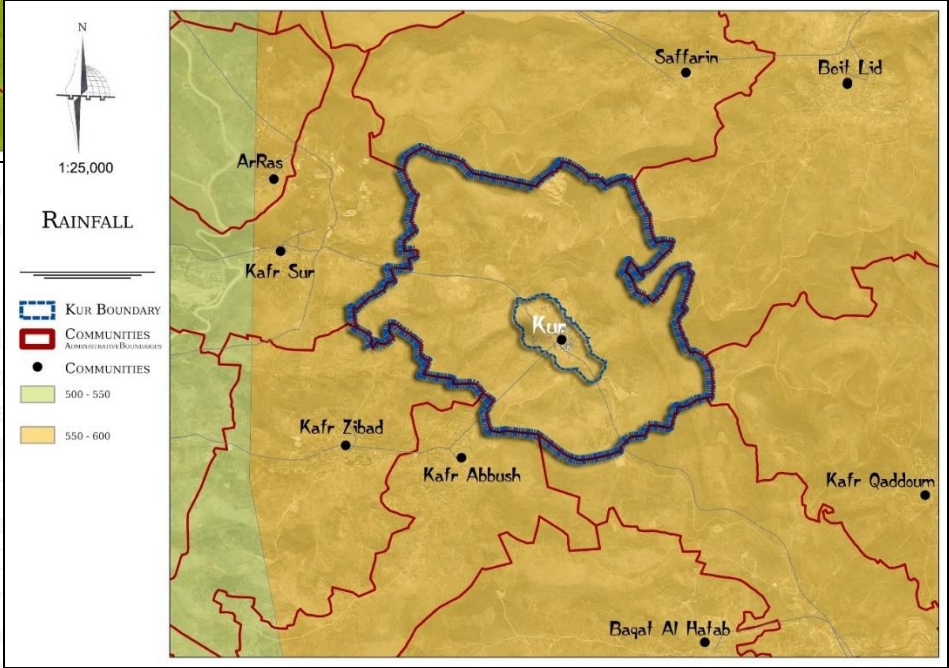 N
1:25,000
RAINFALL
KUR BOUNDARY
COMMUNITIES
ADMINISTRATIVEBOUNDARIES
COMMUNITIES
500 - 550
550 - 600
Saffarin
Beit Lid
ArRas
Kafr Sur
Kur
Kafr Zibad
Kafr Abbush
Kafr Qaddoum
Baqat Al Hatab